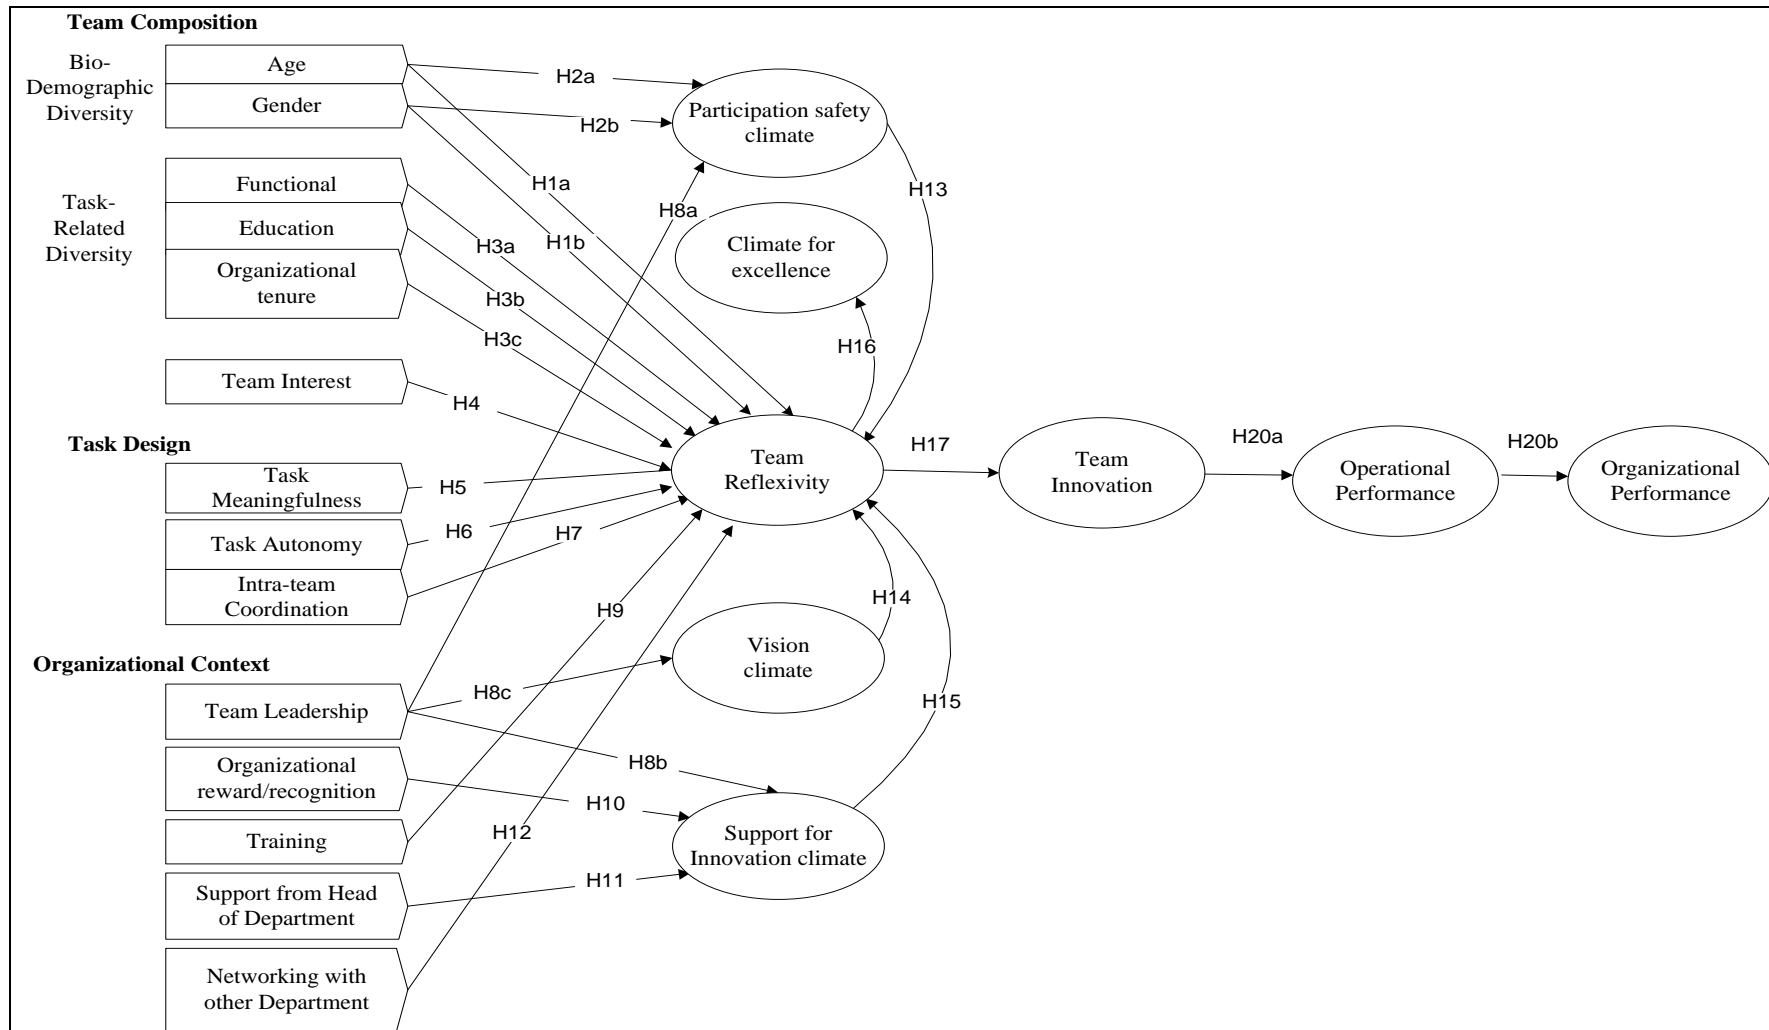 Team Composition
Bio-
Demographic
Diversity
Age
Gender
Task-
Related
Diversity
Functional
Education
Organizational
tenure
Team Interest
Task Design
Task
Meaningfulness
Task Autonomy
Intra-team
Coordination
Organizational Context
Team Leadership
Organizational
reward/recognition
Training
Support from Head
of Department
Networking with
other Department
H2a
H2b
H1a
H1b
H3a
H3b
H3c
H4
H5
H6
H7
H8a
H9
H8c
H8b
H10
H12
H11
Participation safety
climate
Climate for
excellence
Team
Reflexivity
Vision
climate
Support for
Innovation climate
H13
H16
H14
H15
H17
Team
Innovation
H20a
Operational
Performance
H20b
Organizational
Performance